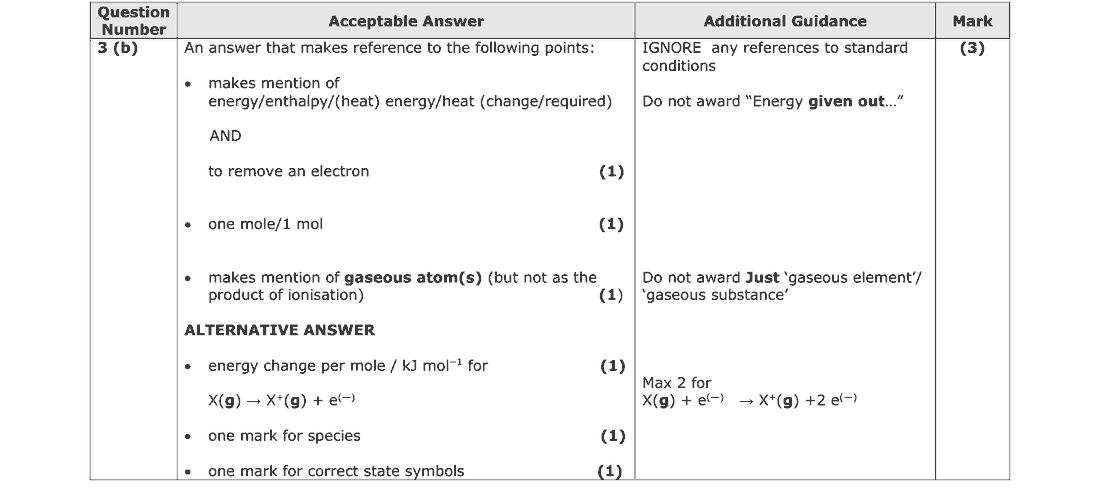 Question Number
Acceptable Answer
Additional Guidance
Mark
3 (b)
An answer that makes reference to the following points:
• makes mention of
energy/enthalpy/(heat) energy/heat (change/required)
AND
to remove an electron (1)
• one mole/1 mol (1)
• makes mention of gaseous atom(s) (but not as the
product of ionisation) (1)
ALTERNATIVE ANSWER
• energy change per mole / kJ mol⁻¹ for (1)
X(g) → X⁺(g) + e⁽⁻⁾
• one mark for species (1)
• one mark for correct state symbols (1)
IGNORE any references to standard
conditions
Do not award “Energy given out…”
Do not award Just ‘gaseous element’/
‘gaseous substance’
Max 2 for
X(g) + e⁽⁻⁾ → X⁺(g) +2 e⁽⁻⁾
(3)